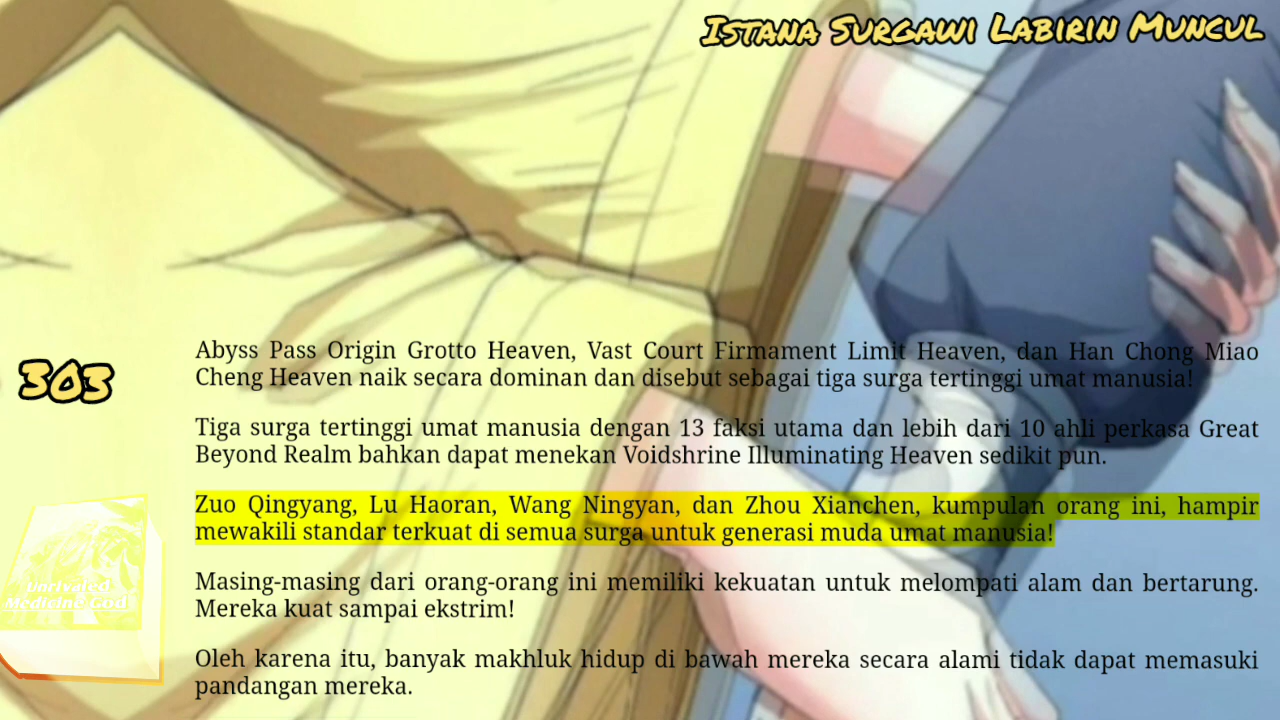 Istana Surgawi Labirin Muncul
303
Abyss Pass Origin Grotto Heaven, Vast Court Firmament Limit Heaven, dan Han Chong Miao
Cheng Heaven naik secara dominan dan disebut sebagai tiga surga tertinggi umat manusia!
Tiga surga tertinggi umat manusia dengan 13 faksi utama dan lebih dari 10 ahli perkasa Great
Beyond Realm bahkan dapat menekan Voidshrine Illuminating Heaven sedikit pun.
Zuo Qingyang, Lu Haoran, Wang Ningyan, dan Zhou Xianchen, kumpulan orang ini, hampir
mewakili standar terkuat di semua surga untuk generasi muda umat manusia!
Masing-masing dari orang-orang ini memiliki kekuatan untuk melompati alam dan bertarung.
Mereka kuat sampai ekstrim!
Unrivaled
Medicine God
Oleh karena itu, banyak makhluk hidup di bawah mereka secara alami tidak dapat memasuki
pandangan mereka.